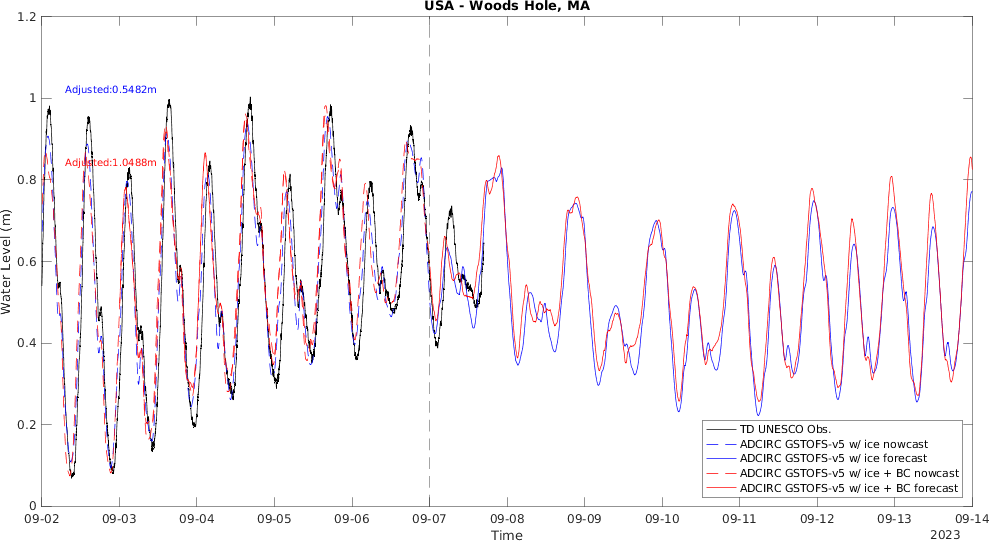 USA - Woods Hole, MA
1.2
1
0.8
0.6
0.4
0.2
0
Water Level (m)
Adjusted:0.5482m
Adjusted:1.0488m
TD UNESCO Obs.
ADCIRC GSTOFS-v5 w/ ice nowcast
ADCIRC GSTOFS-v5 w/ ice forecast
ADCIRC GSTOFS-v5 w/ ice + BC nowcast
ADCIRC GSTOFS-v5 w/ ice + BC forecast
09-02 09-03 09-04 09-05 09-06 09-07 09-08 09-09 09-10 09-11 09-12 09-13 09-14
Time
2023